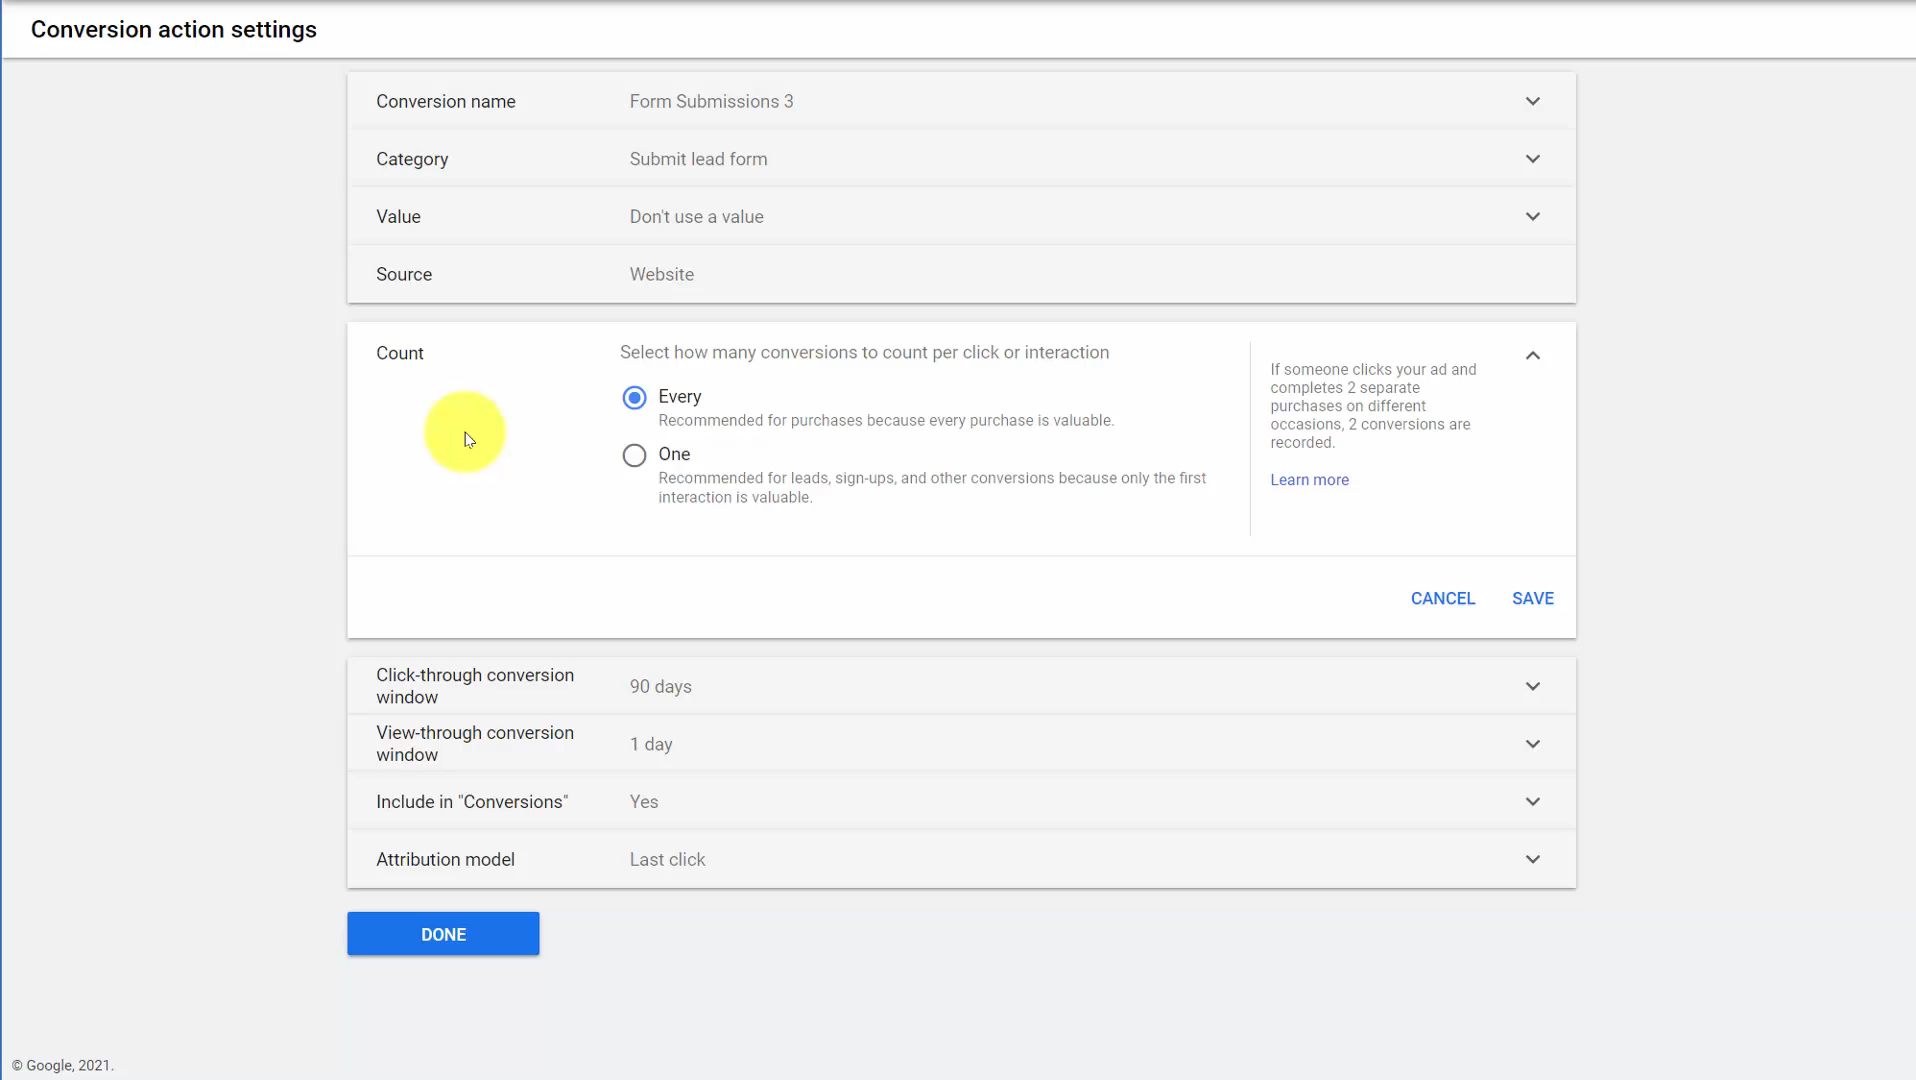 Conversion action settings
Conversion name
Form Submissions 3
Category
Submit lead form
Value
Don't use a value
Source
Website
Count
Select how many conversions to count per click or interaction
Every
Recommended for purchases because every purchase is valuable.
One
Recommended for leads, sign-ups, and other conversions because only the first
interaction is valuable.
If someone clicks your ad and
completes 2 separate
purchases on different
occasions, 2 conversions are
recorded.
Learn more
CANCEL
SAVE
Click-through conversion
window
90 days
View-through conversion
window
1 day
Include in "Conversions"
Yes
Attribution model
Last click
DONE
© Google, 2021.